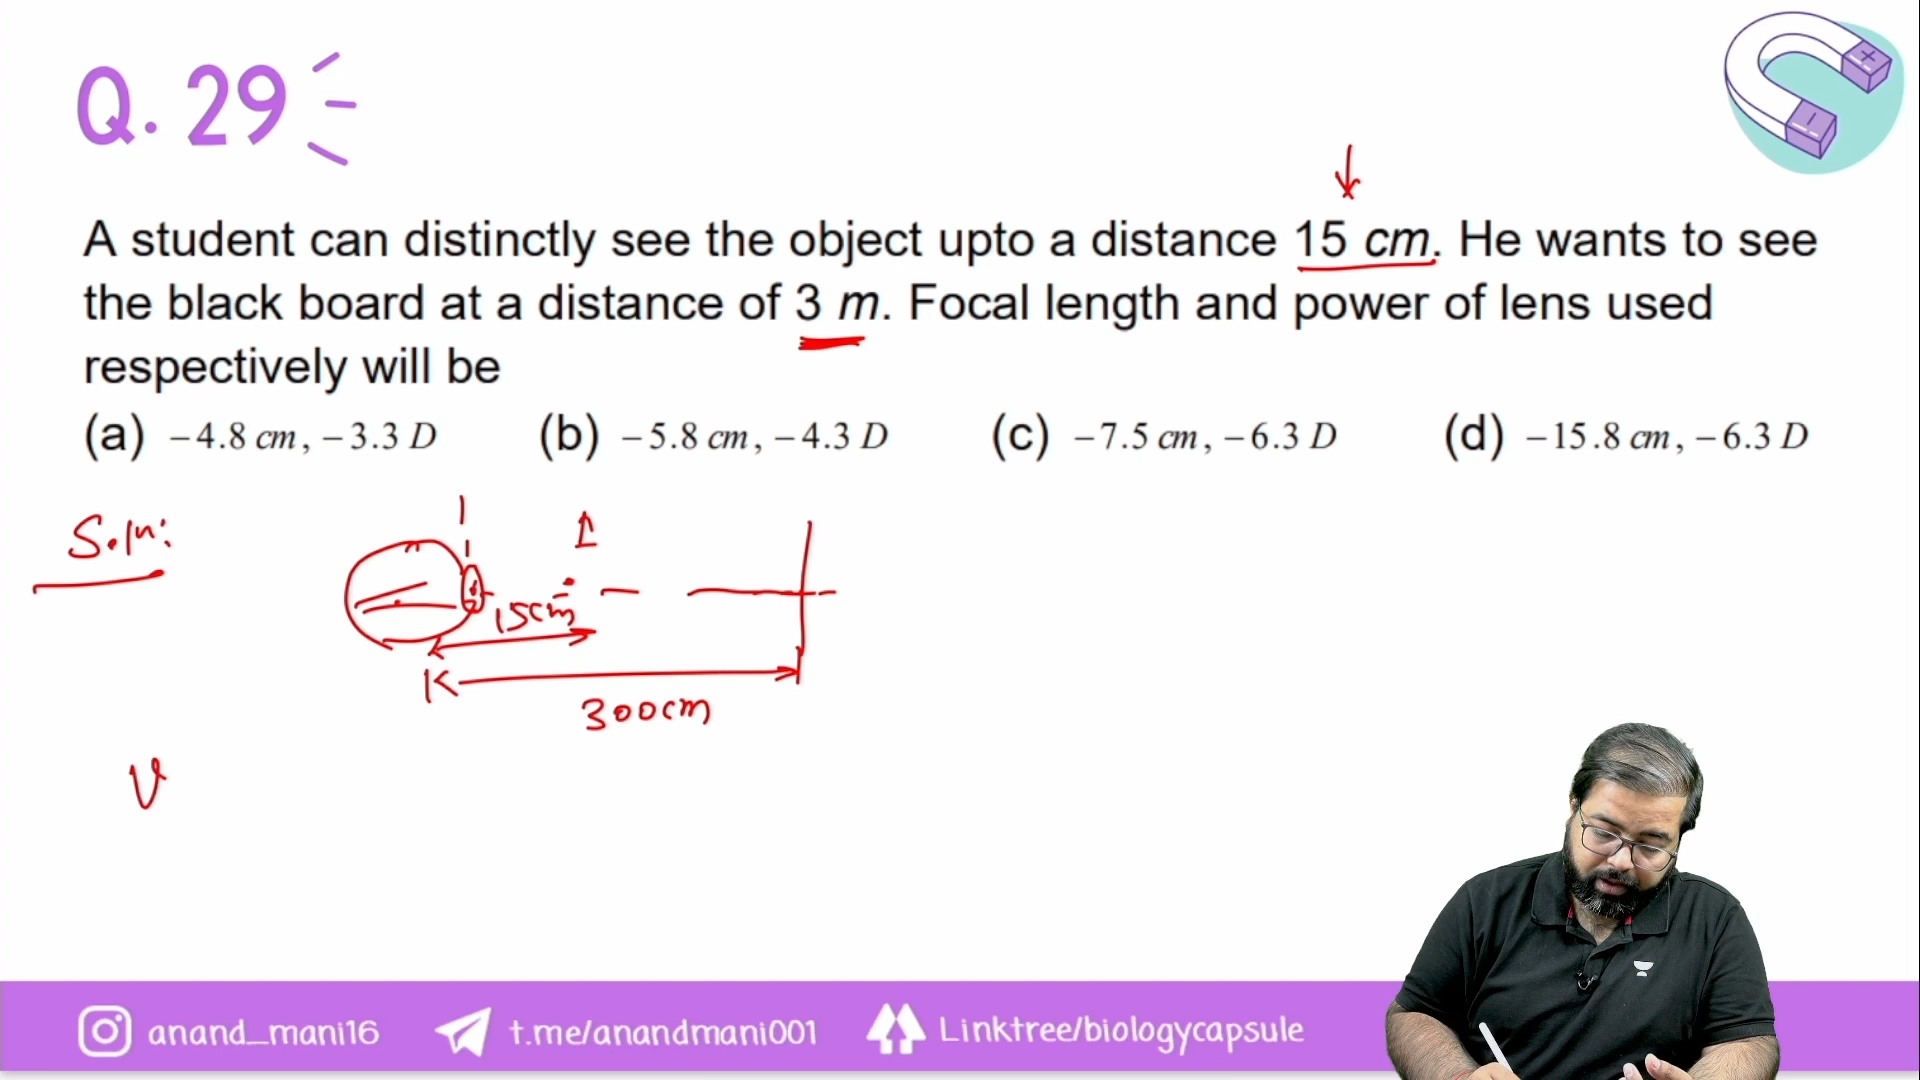 Q. 29
A student can distinctly see the object upto a distance 15 cm. He wants to see
the black board at a distance of 3 m. Focal length and power of lens used
respectively will be
(a) −4.8 cm, −3.3 D (b) −5.8 cm, −4.3 D (c) −7.5 cm, −6.3 D (d) −15.8 cm, −6.3 D
Soln:
I
15cm
300cm
V
anand_mani16 t.me/anandmani001 Linktree/biologycapsule